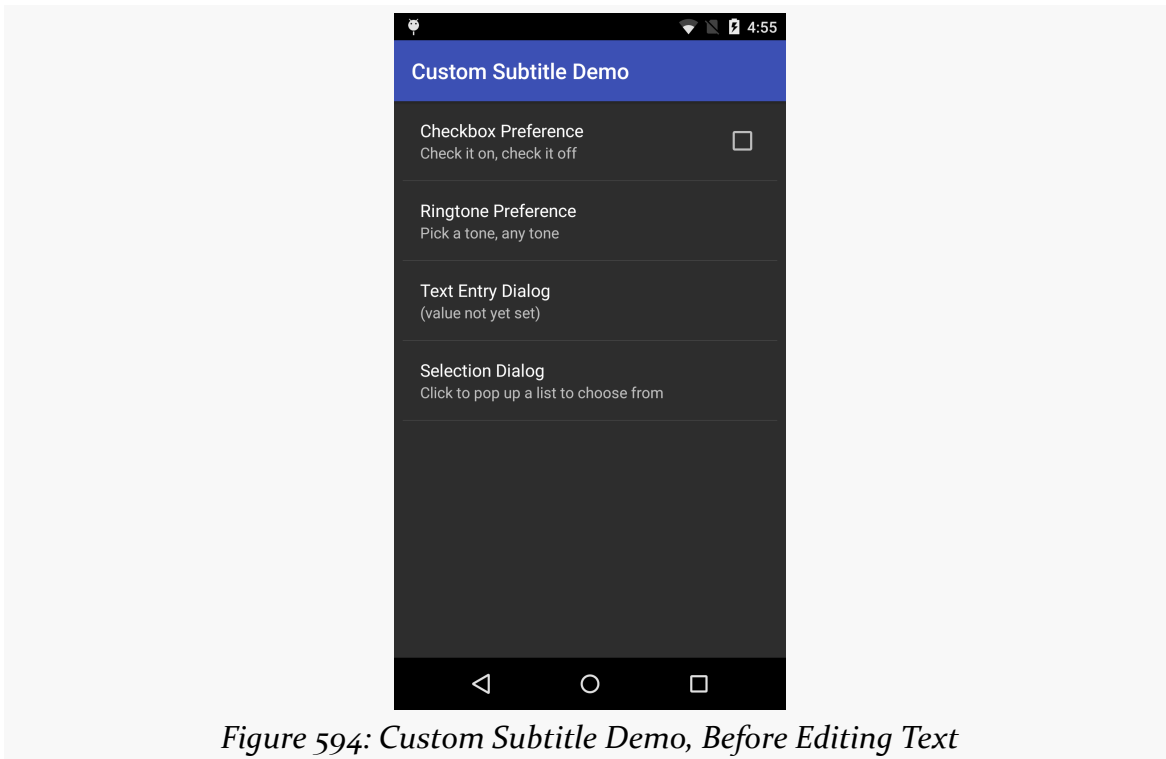 4:55
Custom Subtitle Demo
Checkbox Preference
Check it on, check it off
Ringtone Preference
Pick a tone, any tone
Text Entry Dialog
(value not yet set)
Selection Dialog
Click to pop up a list to choose from
Figure 594: Custom Subtitle Demo, Before Editing Text